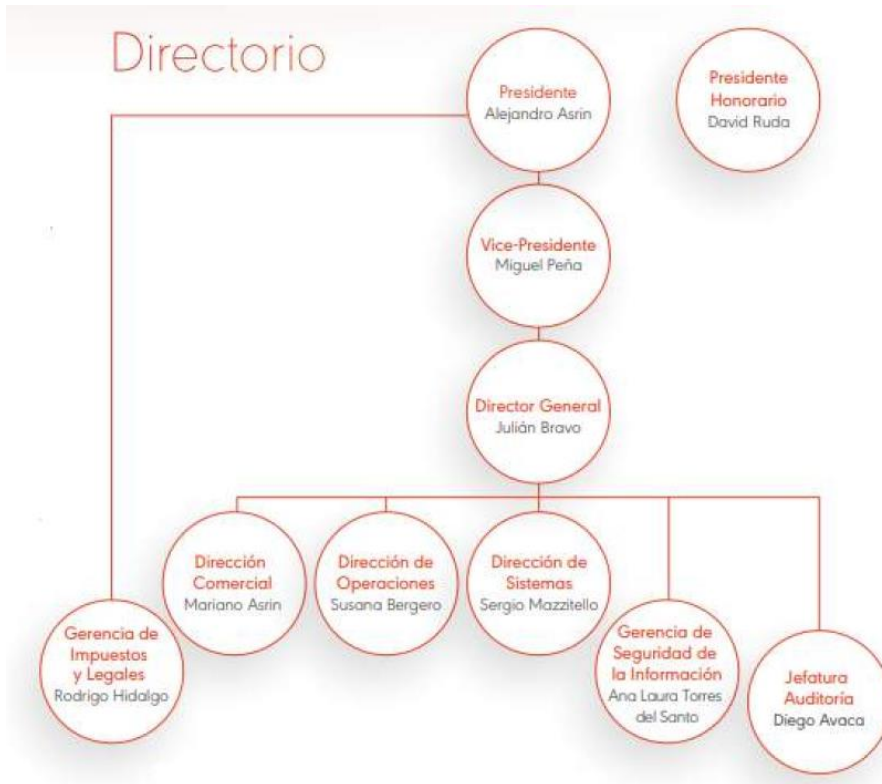 Directorio
Presidente
Alejandro Asrin
Presidente
Honorario
David Ruda
Vice-Presidente
Miguel Peña
Director General
Julián Bravo
Dirección
Comercial
Mariano Asrin
Dirección de
Operaciones
Susana Bergero
Dirección de
Sistemas
Sergio Mazzitello
Gerencia de
Impuestos
y Legales
Rodrigo Hidalgo
Gerencia de
Seguridad de
la Información
Ana Laura Torres
del Santo
Jefatura
Auditoría
Diego Avaca